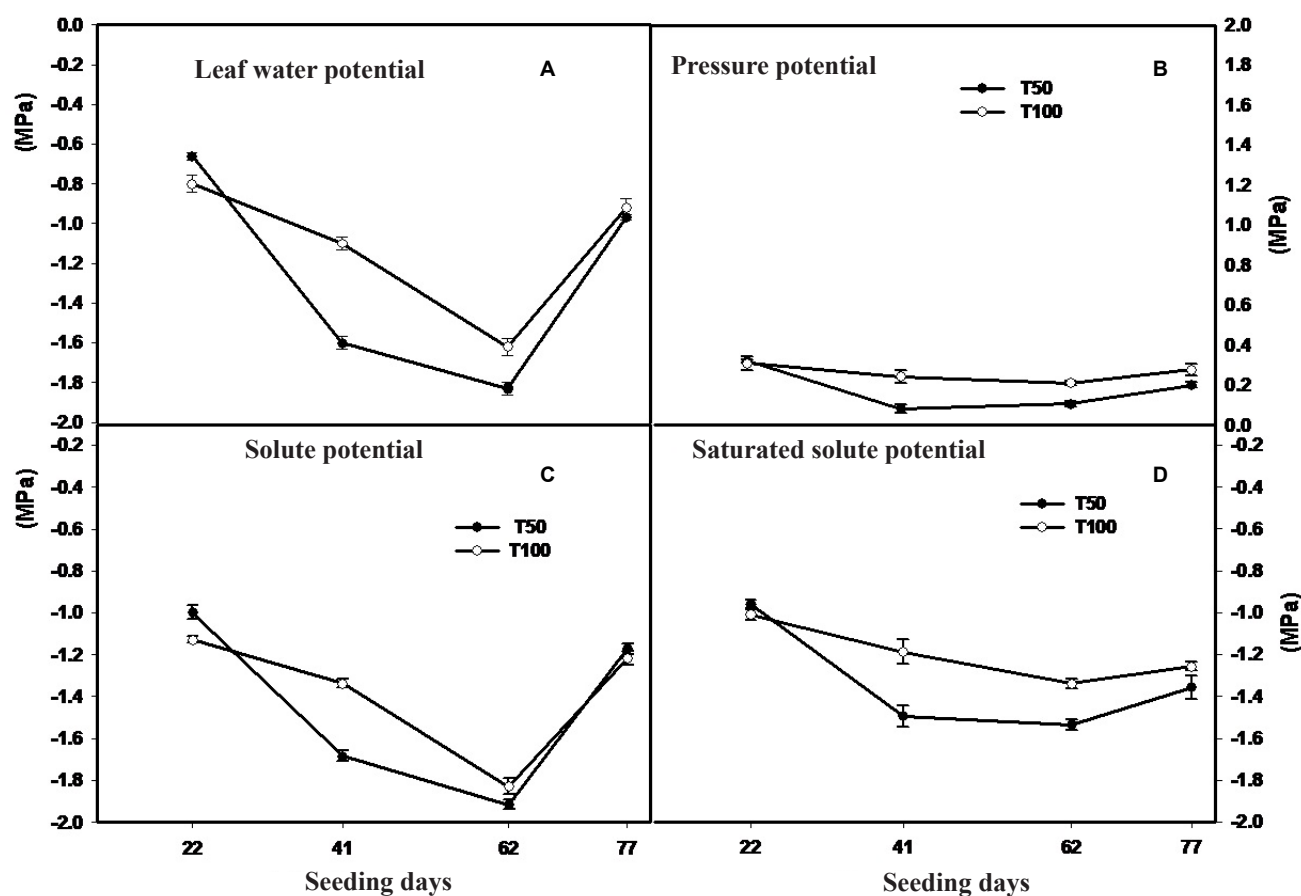 0.0
-0.2
-0.4
-0.6
-0.8
-1.0
-1.2
-1.4
-1.6
-1.8
-2.0
(MPa)
Leaf water potential A
Pressure potential B
T50
T100
2.0
1.8
1.6
1.4
1.2
1.0
0.8
0.6
0.4
0.2
0.0
(MPa)
-0.2
-0.4
-0.6
-0.8
-1.0
-1.2
-1.4
-1.6
-1.8
-2.0
(MPa)
Solute potential C
T50
T100
22 41 62 77
Seeding days
Saturated solute potential D
T50
T100
-0.2
-0.4
-0.6
-0.8
-1.0
-1.2
-1.4
-1.6
-1.8
-2.0
(MPa)
22 41 62 77
Seeding days